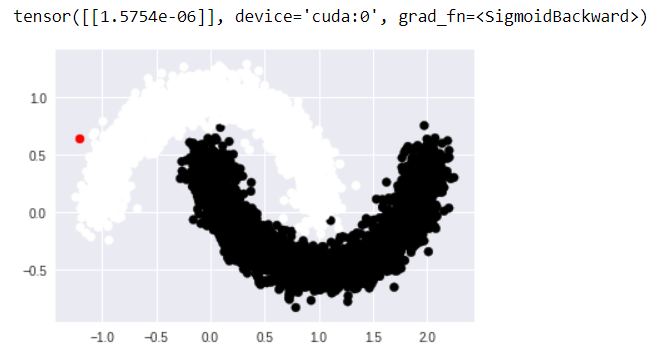 tensor([[1.5754e-06]], device='cuda:0', grad_fn=<SigmoidBackward>)
1.0
0.5
0.0
−0.5
−1.0 −0.5 0.0 0.5 1.0 1.5 2.0